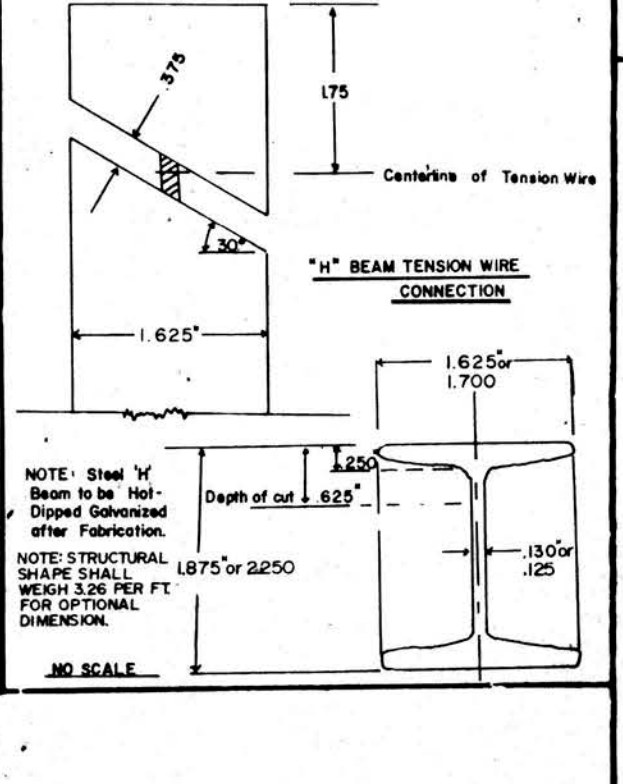 .375
1.75
Centerline of Tension Wire
30°
"H" BEAM TENSION WIRE
CONNECTION
1.625"
1.625" or
1.700
NOTE: Steel 'H'
Beam to be Hot-
Dipped Galvanized
after Fabrication.
.250
Depth of cut .625"
NOTE: STRUCTURAL
SHAPE SHALL
WEIGH 3.26 PER FT.
FOR OPTIONAL
DIMENSION.
1.875" or 2.250
.130" or
.125
NO SCALE